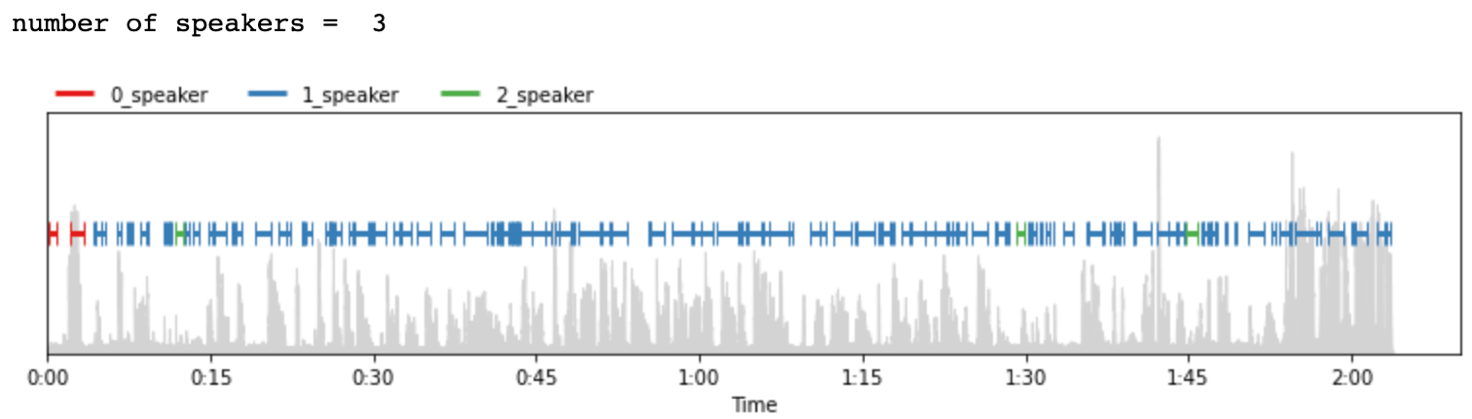 number of speakers = 3
0_speaker 1_speaker 2_speaker
0:00 0:15 0:30 0:45 1:00 1:15 1:30 1:45 2:00
Time